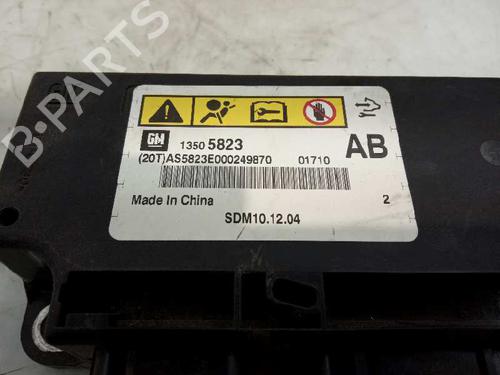 B-PARTS
GM
1350 5823
AB
(20T)AS5823E000249870 01710
Made In China
2
SDM10.12.04